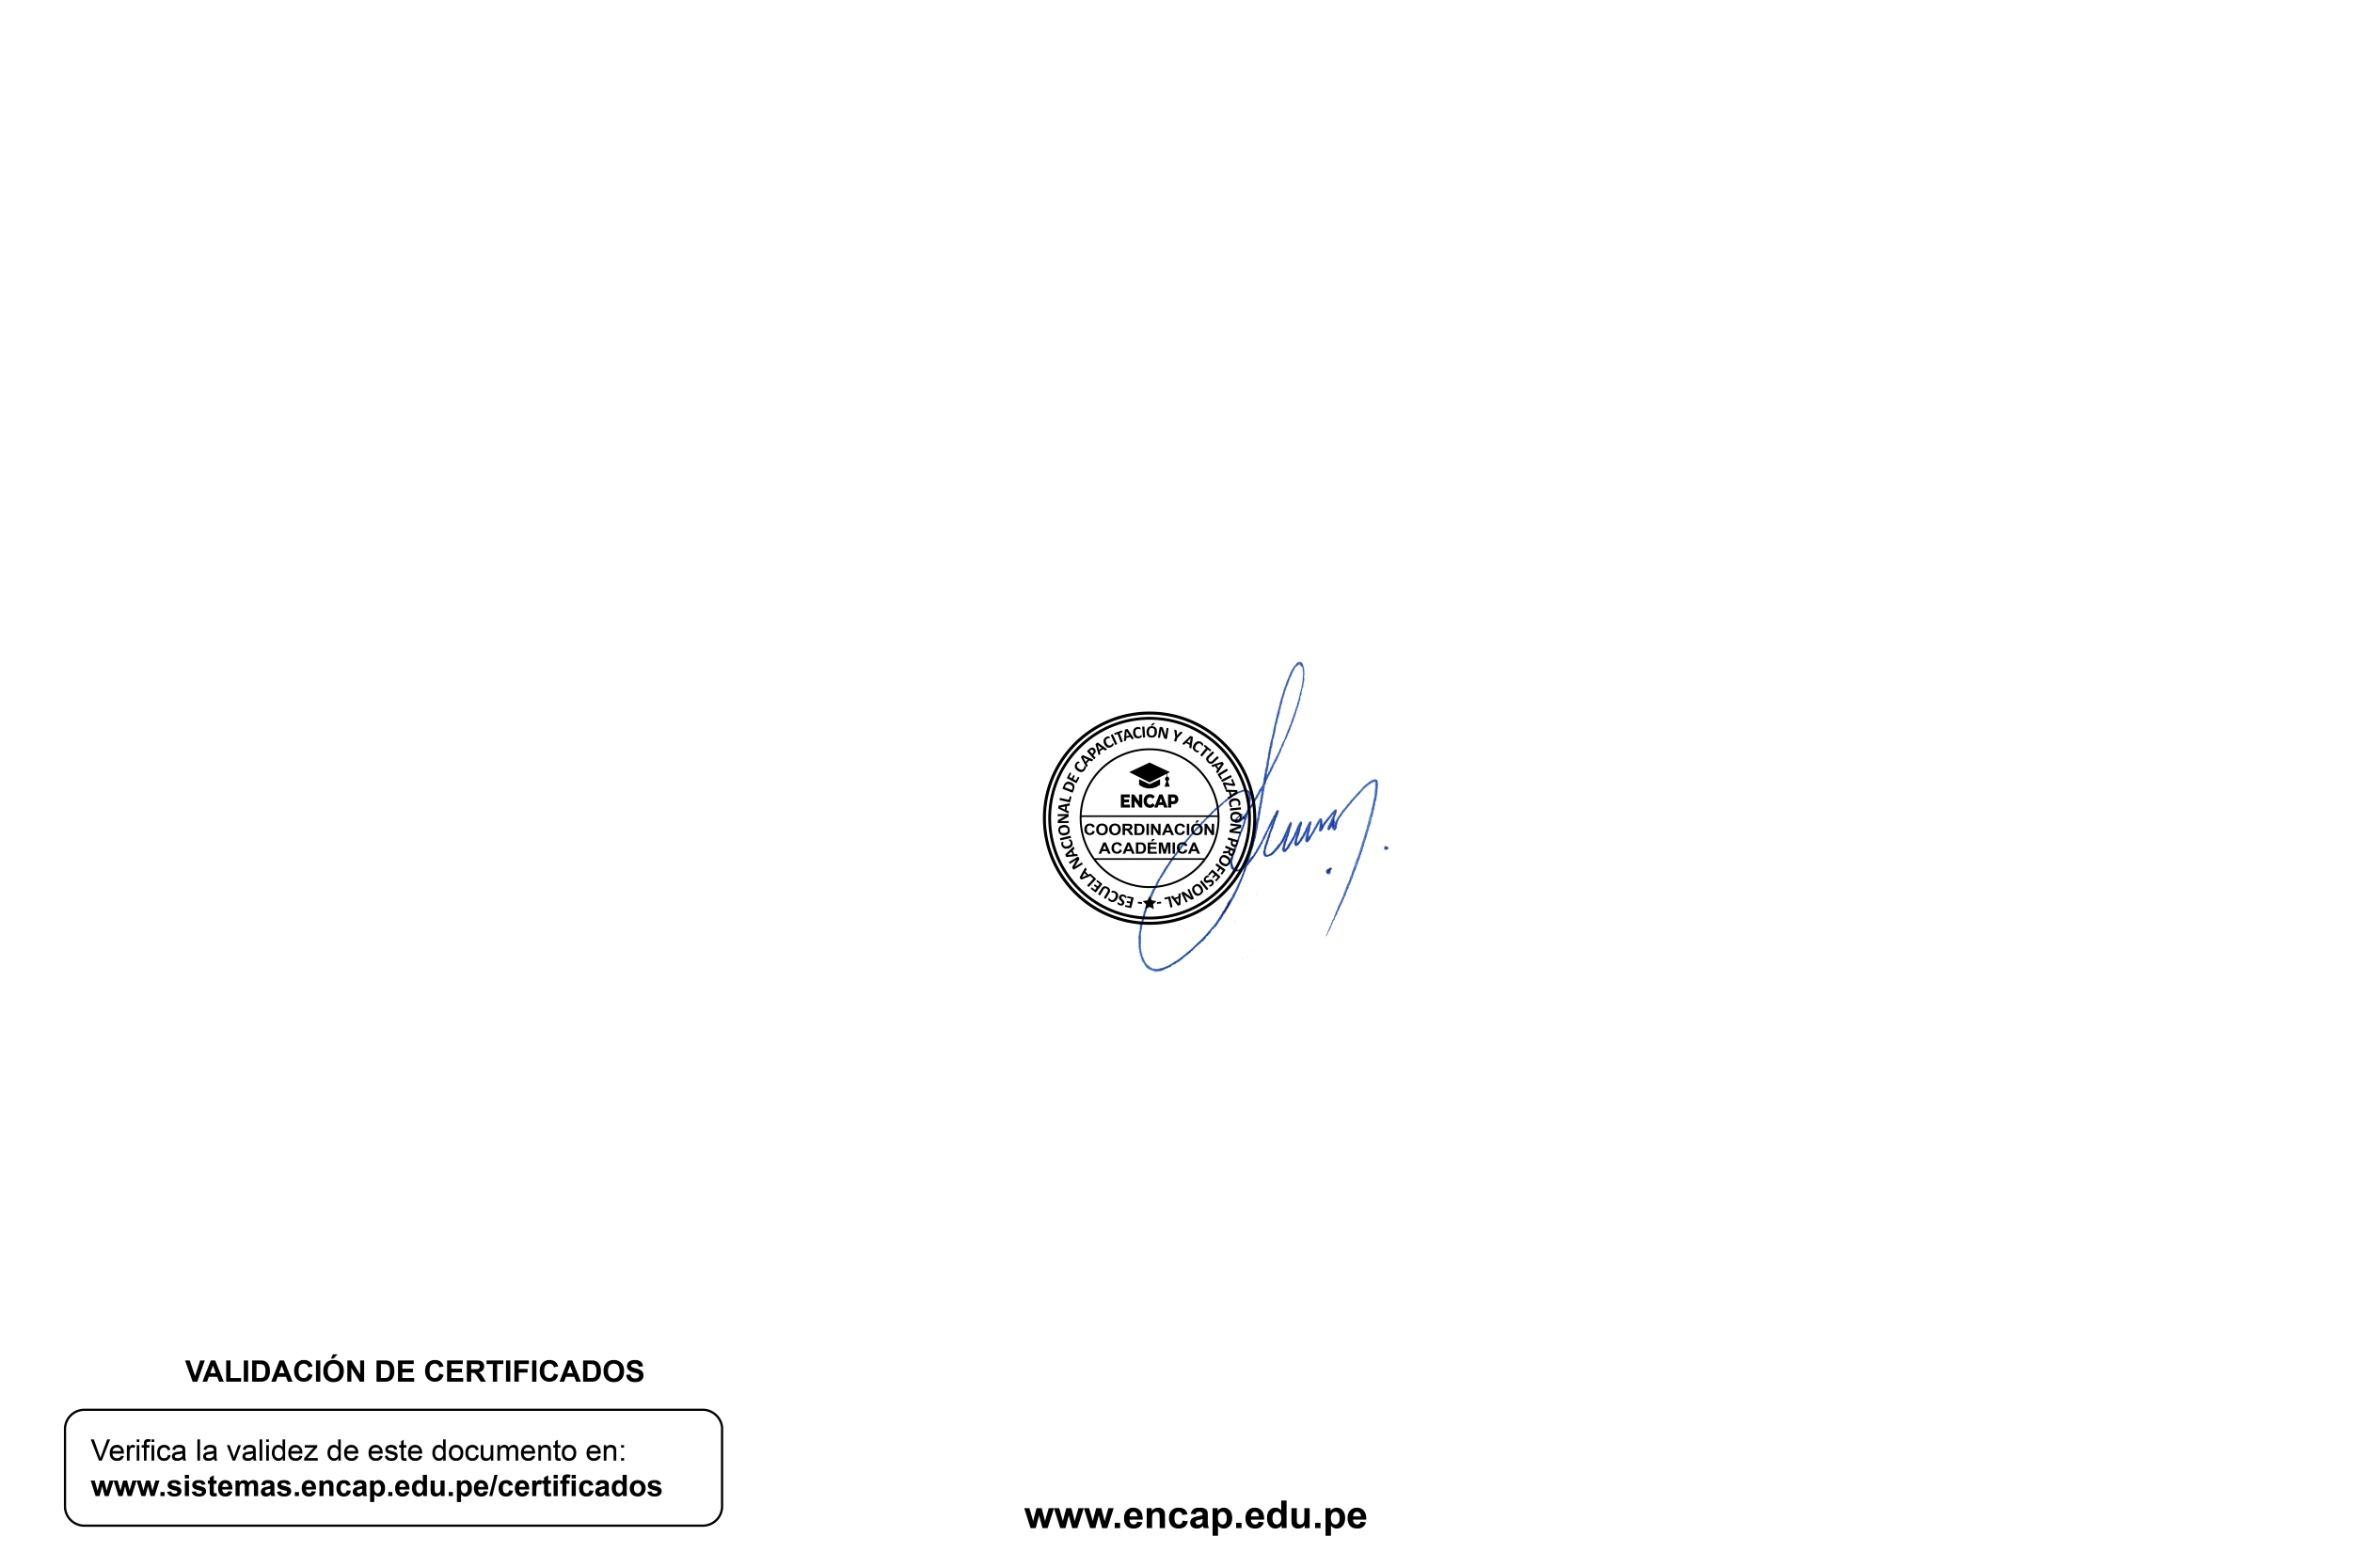 ESCUELA NACIONAL DE CAPACITACIÓN Y ACTUALIZACIÓN PROFESIONAL
ENCAP
COORDINACIÓN
ACADÉMICA
VALIDACIÓN DE CERTIFICADOS
Verifica la validez de este documento en:
www.sistemas.encap.edu.pe/certificados
www.encap.edu.pe